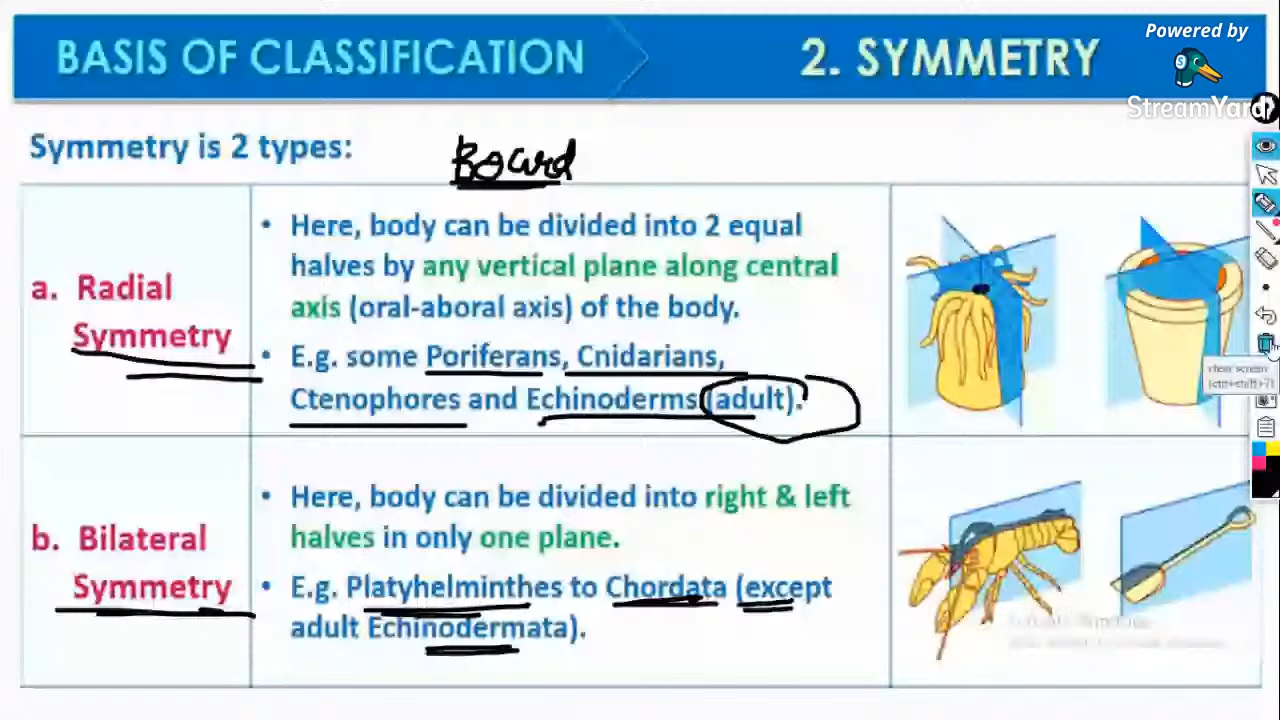 BASIS OF CLASSIFICATION
2. SYMMETRY
Powered by
StreamYard
Symmetry is 2 types:
Board
a. Radial
Symmetry
• Here, body can be divided into 2 equal
halves by any vertical plane along central
axis (oral-aboral axis) of the body.
• E.g. some Poriferans, Cnidarians,
Ctenophores and Echinoderms (adult).
clear screen
b. Bilateral
Symmetry
• Here, body can be divided into right & left
halves in only one plane.
• E.g. Platyhelminthes to Chordata (except
adult Echinodermata).